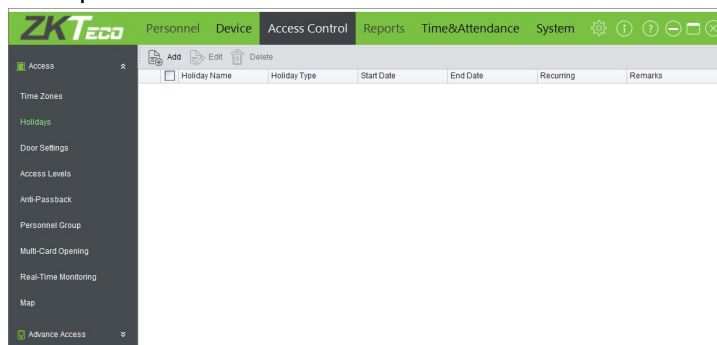 ZKTeco Personnel Device Access Control Reports Time&Attendance System
Access
Add Edit Delete
Holiday Name Holiday Type Start Date End Date Recurring Remarks
Time Zones
Holidays
Door Settings
Access Levels
Anti-Passback
Personnel Group
Multi-Card Opening
Real-Time Monitoring
Map
Advance Access